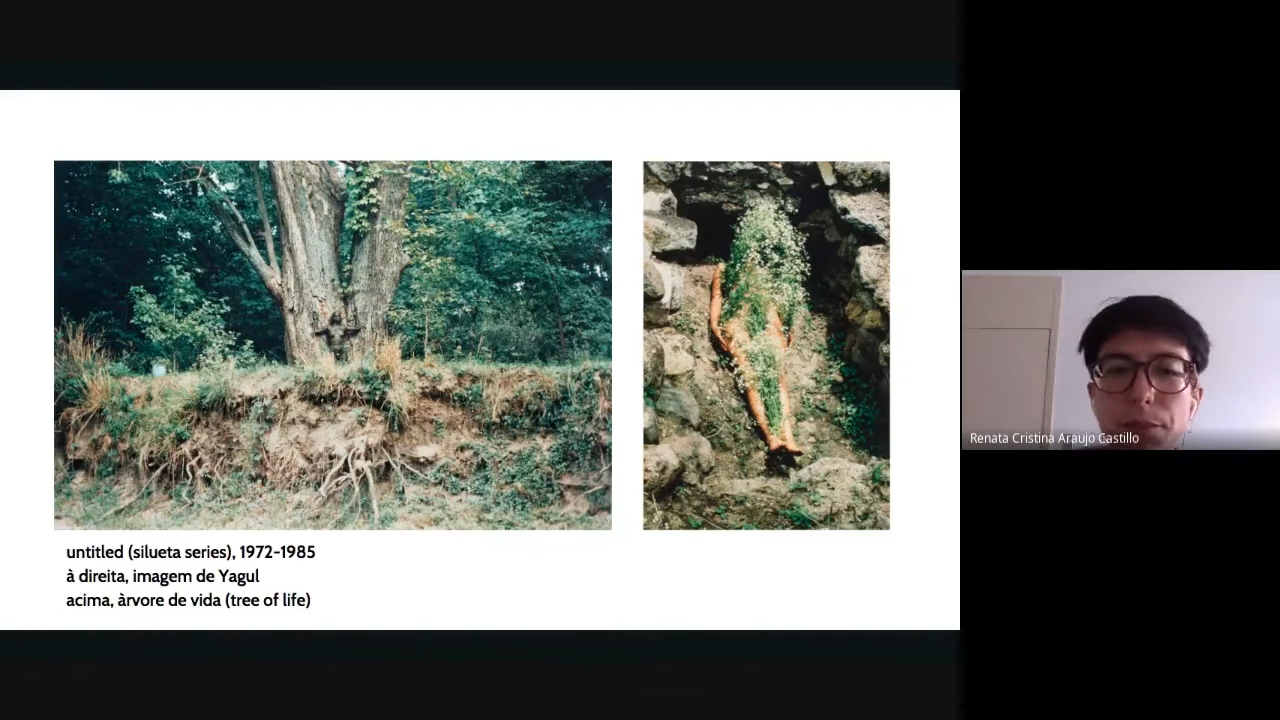 untitled (silueta series), 1972-1985
à direita, imagem de Yagul
acima, àrvore de vida (tree of life)
Renata Cristina Araujo Castillo